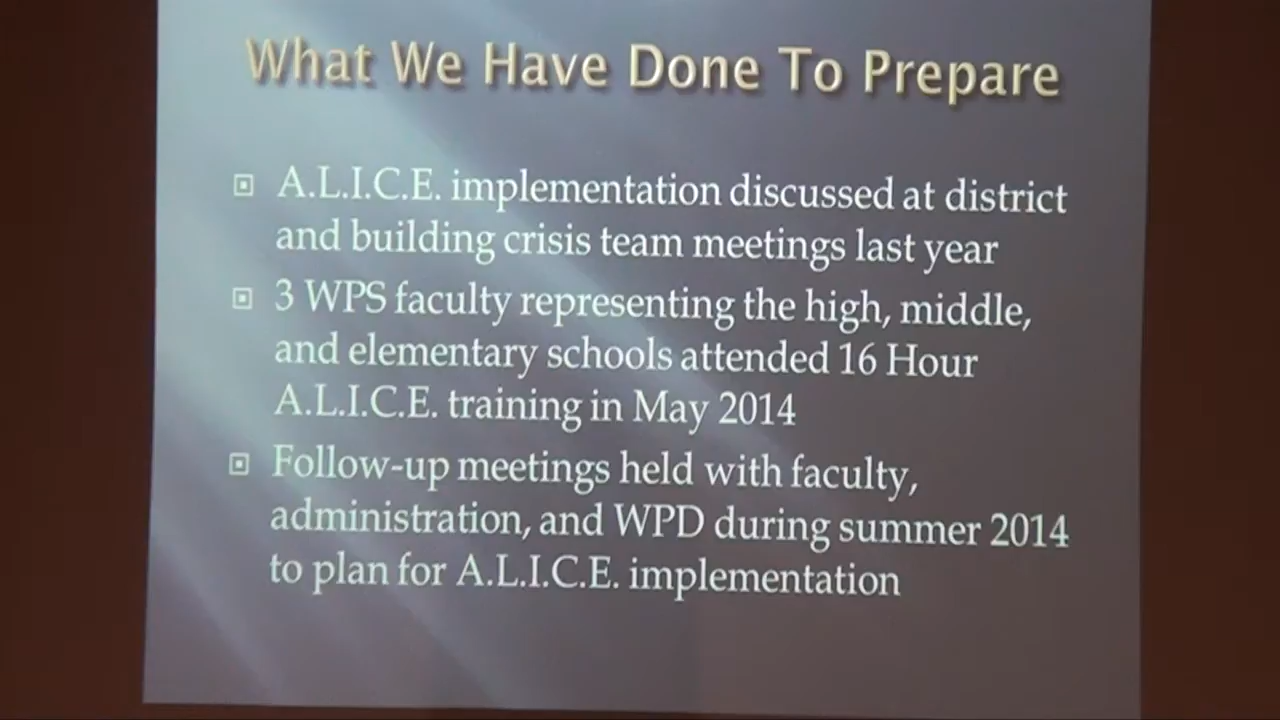 What We Have Done To Prepare
A.L.I.C.E. implementation discussed at district
and building crisis team meetings last year
3 WPS faculty representing the high, middle,
and elementary schools attended 16 Hour
A.L.I.C.E. training in May 2014
Follow-up meetings held with faculty,
administration, and WPD during summer 2014
to plan for A.L.I.C.E. implementation